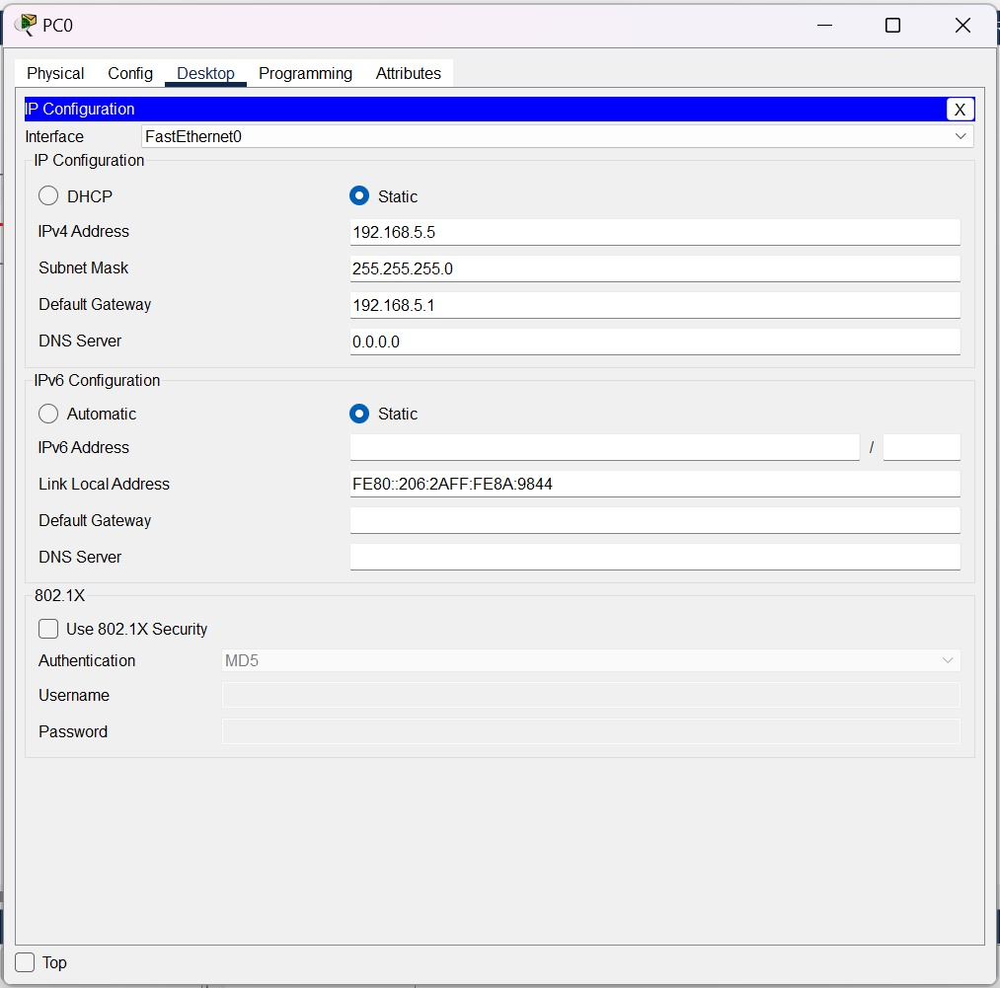 PC0
Physical Config Desktop Programming Attributes
IP Configuration X
Interface FastEthernet0
IP Configuration
DHCP Static
IPv4 Address 192.168.5.5
Subnet Mask 255.255.255.0
Default Gateway 192.168.5.1
DNS Server 0.0.0.0
IPv6 Configuration
Automatic Static
IPv6 Address /
Link Local Address FE80::206:2AFF:FE8A:9844
Default Gateway
DNS Server
802.1X
Use 802.1X Security
Authentication MD5
Username
Password
Top